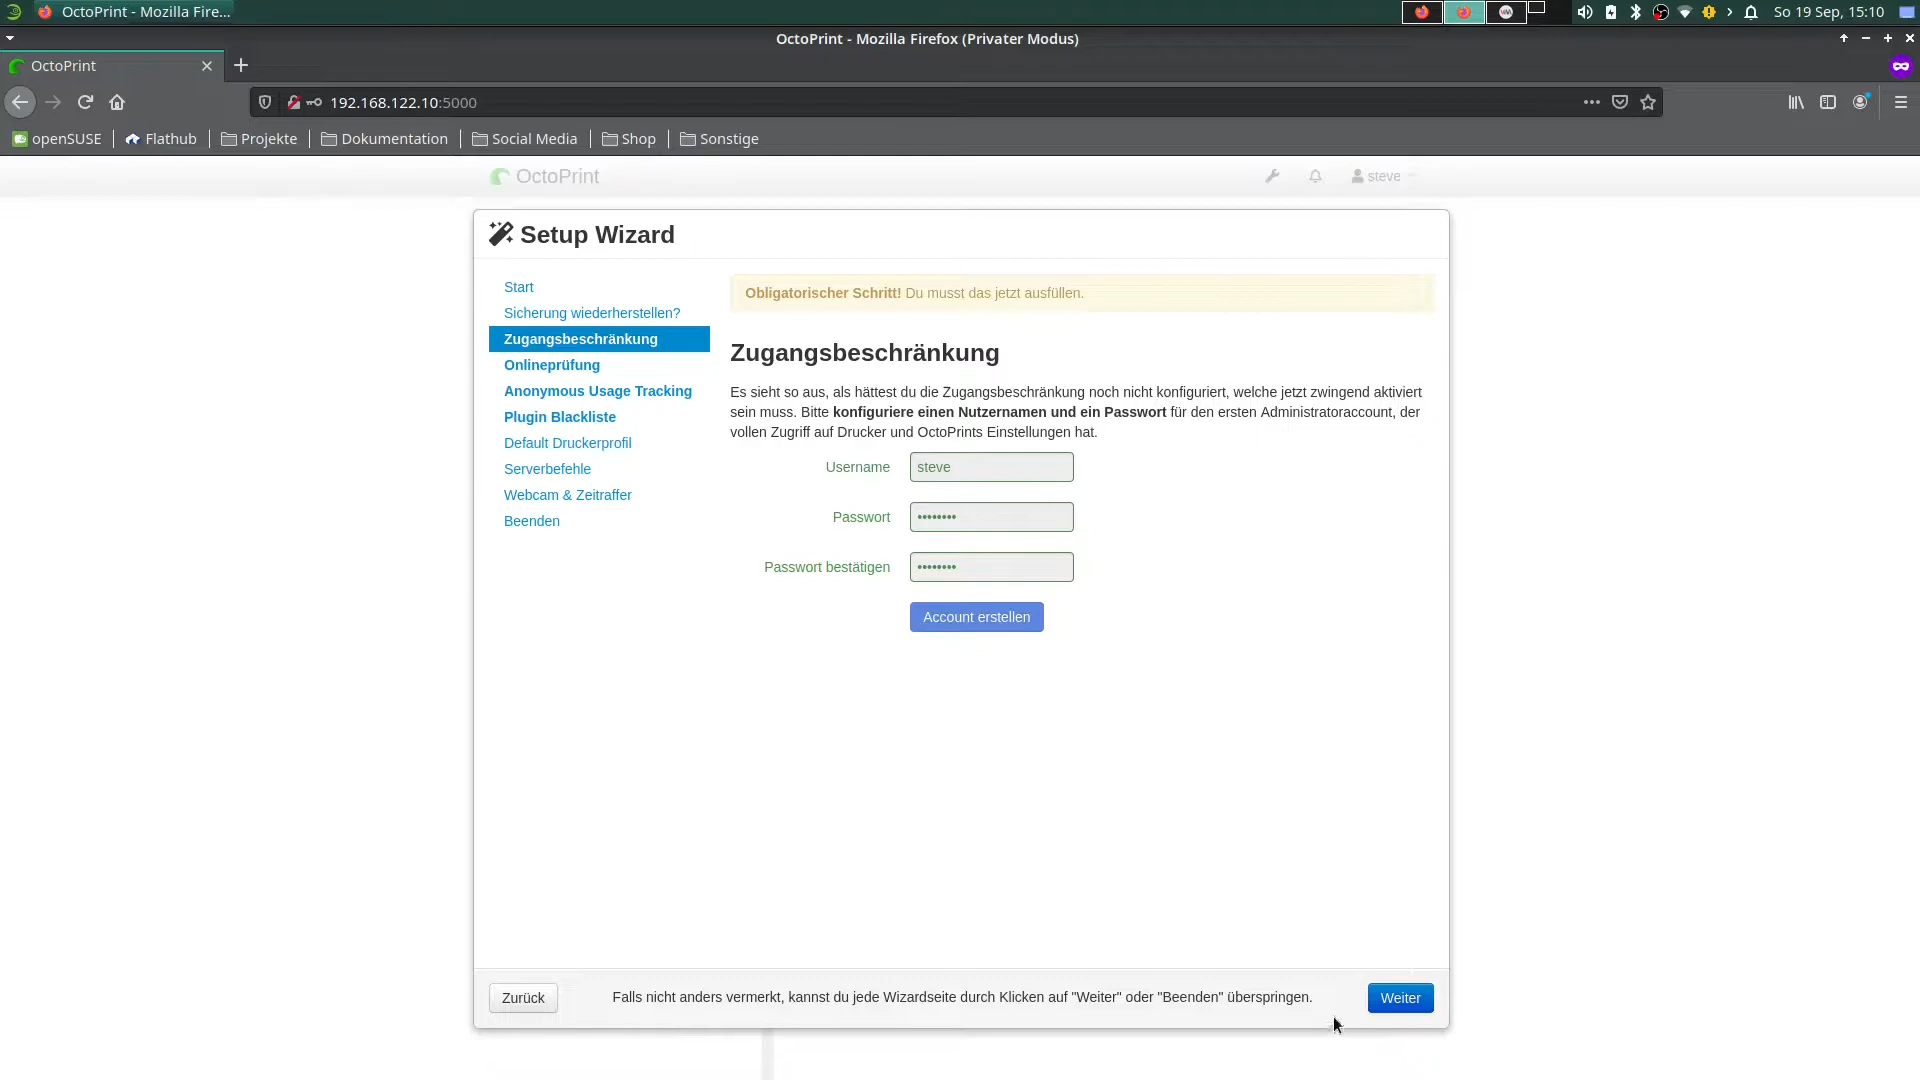 OctoPrint - Mozilla Fire...
So 19 Sep, 15:10
OctoPrint - Mozilla Firefox (Privater Modus)
OctoPrint
192.168.122.10:5000
openSUSE
Flathub
Projekte
Dokumentation
Social Media
Shop
Sonstige
OctoPrint
steve
Setup Wizard
Start
Sicherung wiederherstellen?
Zugangsbeschränkung
Onlineprüfung
Anonymous Usage Tracking
Plugin Blackliste
Default Druckerprofil
Serverbefehle
Webcam & Zeitraffer
Beenden
Obligatorischer Schritt! Du musst das jetzt ausfüllen.
Zugangsbeschränkung
Es sieht so aus, als hättest du die Zugangsbeschränkung noch nicht konfiguriert, welche jetzt zwingend aktiviert
sein muss. Bitte konfiguriere einen Nutzernamen und ein Passwort für den ersten Administratoraccount, der
vollen Zugriff auf Drucker und OctoPrints Einstellungen hat.
Username
steve
Passwort
••••••••
Passwort bestätigen
••••••••
Account erstellen
Zurück
Falls nicht anders vermerkt, kannst du jede Wizardseite durch Klicken auf "Weiter" oder "Beenden" überspringen.
Weiter